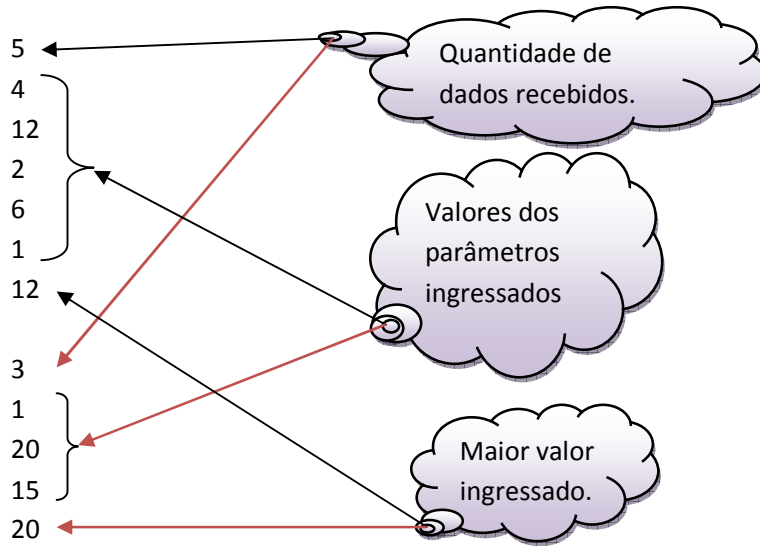 5
4
12
2
6
1
12
3
1
20
15
20
Quantidade de
dados recebidos.
Valores dos
parâmetros
ingressados
Maior valor
ingressado.